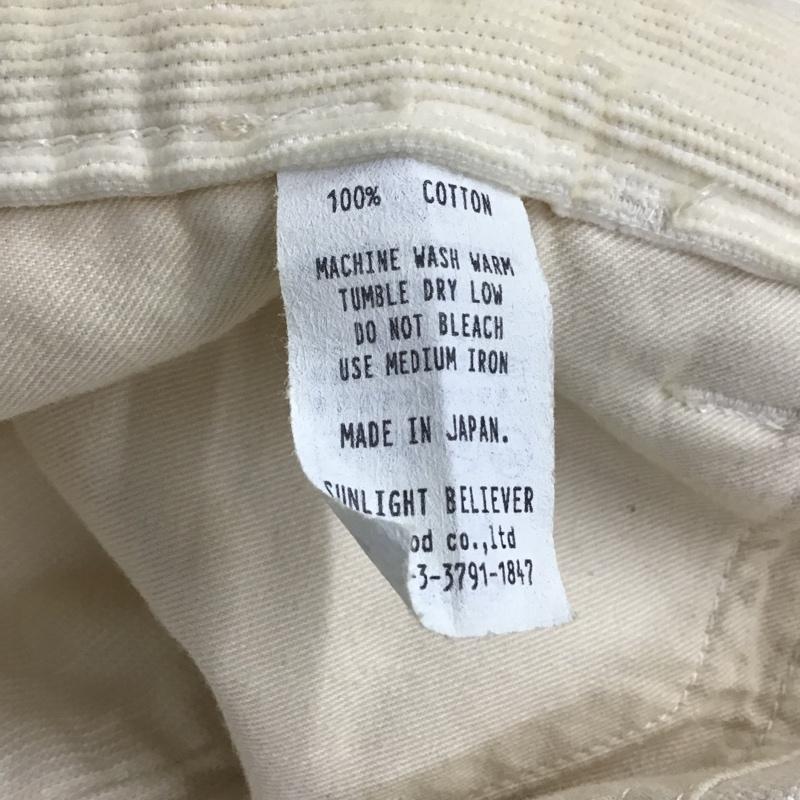 100% COTTON
MACHINE WASH WARM
TUMBLE DRY LOW
DO NOT BLEACH
USE MEDIUM IRON
MADE IN JAPAN.
SUNLIGHT BELIEVER
co.,ltd
3-3791-1847